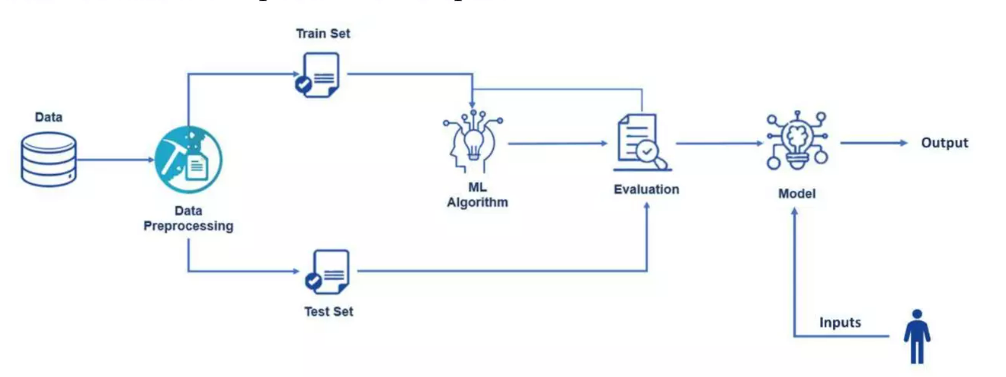 Train Set
Data
Output
ML
Algorithm
Evaluation
Model
Data
Preprocessing
Test Set
Inputs